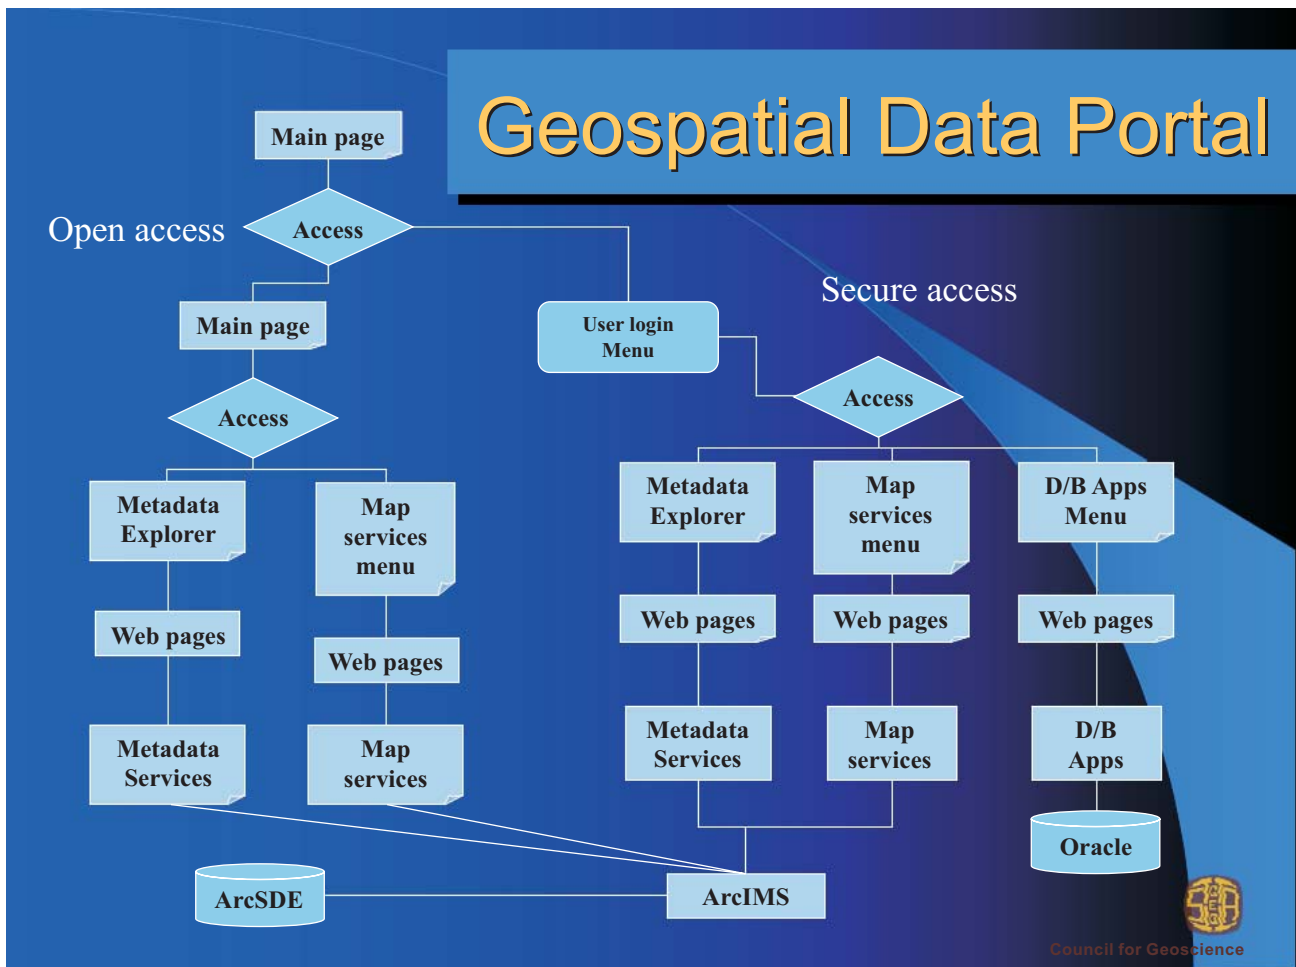 Geospatial Data Portal
Main page
Open access
Access
Secure access
Main page
User login
Menu
Access
Access
Metadata
Explorer
Map
services
menu
Metadata
Explorer
Map
services
menu
D/B Apps
Menu
Web pages
Web pages
Web pages
Web pages
Web pages
Metadata
Services
Map
services
Metadata
Services
Map
services
D/B
Apps
Oracle
ArcSDE
ArcIMS
Council for Geoscience